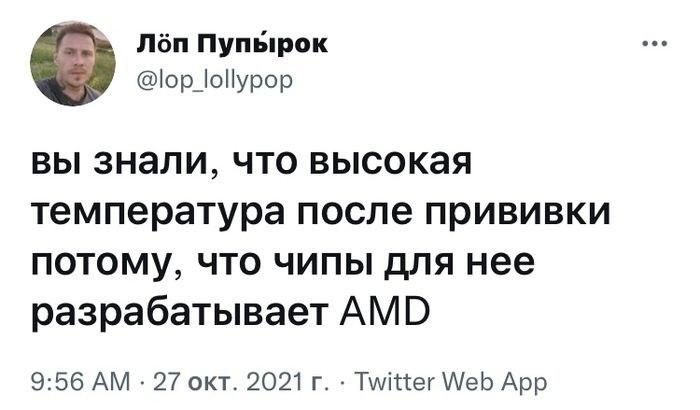 Лöп Пупы́рок
@lop_lollypop
вы знали, что высокая
температура после прививки
потому, что чипы для нее
разрабатывает AMD
9:56 AM · 27 окт. 2021 г. · Twitter Web App